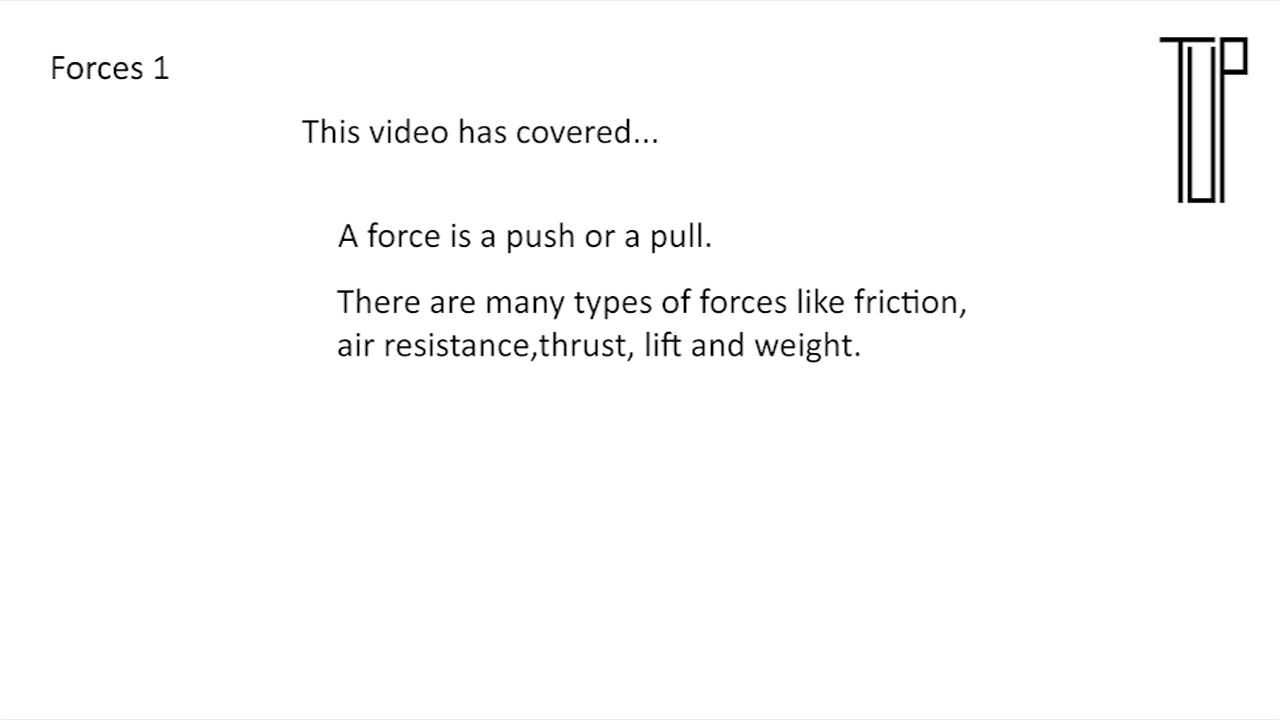 Forces 1
This video has covered...
A force is a push or a pull.
There are many types of forces like friction,
air resistance,thrust, lift and weight.